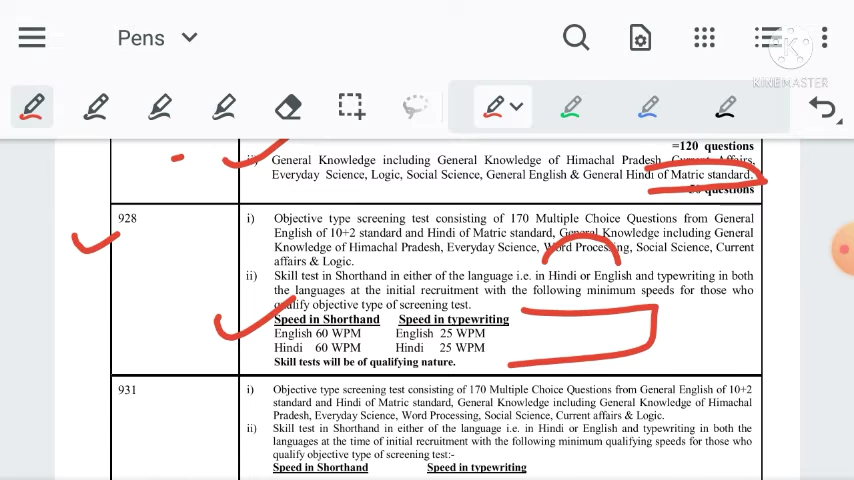 Pens
KINEMASTER
=120 questions
ii) General Knowledge including General Knowledge of Himachal Pradesh, Current Affairs,
Everyday Science, Logic, Social Science, General English & General Hindi of Matric standard.
questions
928
i) Objective type screening test consisting of 170 Multiple Choice Questions from General
English of 10+2 standard and Hindi of Matric standard, General Knowledge including General
Knowledge of Himachal Pradesh, Everyday Science, Word Processing, Social Science, Current
affairs & Logic.
ii) Skill test in Shorthand in either of the language i.e. in Hindi or English and typewriting in both
the languages at the initial recruitment with the following minimum speeds for those who
qualify objective type of screening test.
Speed in Shorthand Speed in typewriting
English 60 WPM English 25 WPM
Hindi 60 WPM Hindi 25 WPM
Skill tests will be of qualifying nature.
931
i) Objective type screening test consisting of 170 Multiple Choice Questions from General English of 10+2
standard and Hindi of Matric standard, General Knowledge including General Knowledge of Himachal
Pradesh, Everyday Science, Word Processing, Social Science, Current affairs & Logic.
ii) Skill test in Shorthand in either of the language i.e. in Hindi or English and typewriting in both the
languages at the time of initial recruitment with the following minimum qualifying speeds for those who
qualify objective type of screening test:-
Speed in Shorthand Speed in typewriting